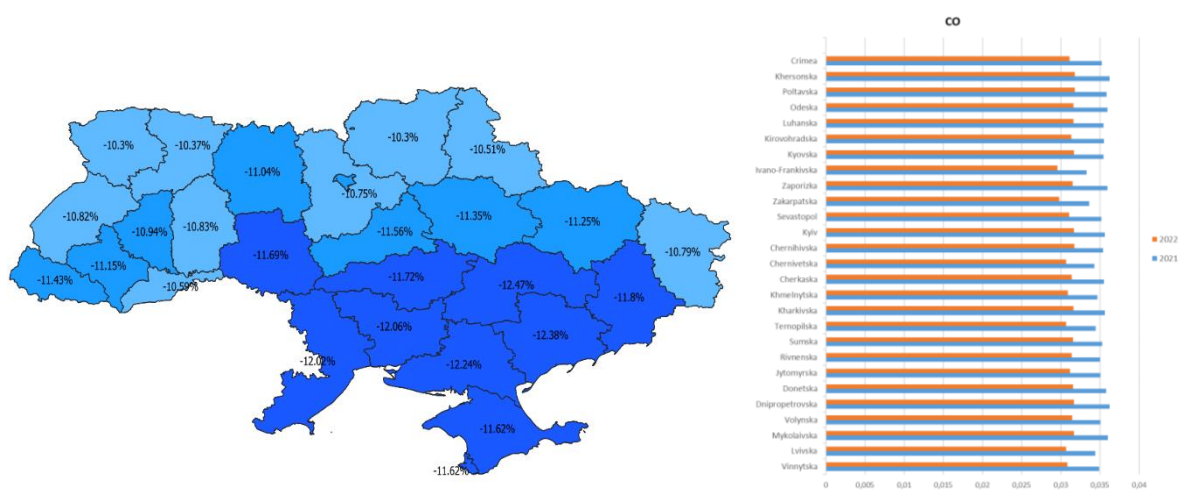 -10.3%
-10.37%
-11.04%
-10.3%
-10.51%
-10.75%
-10.82%
-10.94%
-10.83%
-11.35%
-11.25%
-11.56%
-10.79%
-11.15%
-11.43%
-10.59%
-11.69%
-11.72%
-12.47%
-11.8%
-12.06%
-12.38%
-12.02%
-12.24%
-11.62%
-11.62%
CO
Crimea
Khersonska
Poltavska
Odeska
Luhanska
Kirovohradska
Kyovska
Ivano-Frankivska
Zaporizka
Zakarpatska
Sevastopol
Kyiv
Chernihivska
Chernivetska
Cherkaska
Khmelnytska
Kharkivska
Ternopilska
Sumska
Rivnenska
Jytomyrska
Donetska
Dnipropetrovska
Volynska
Mykolaivska
Lvivska
Vinnytska
2022
2021
0 0,005 0,01 0,015 0,02 0,025 0,03 0,035 0,04